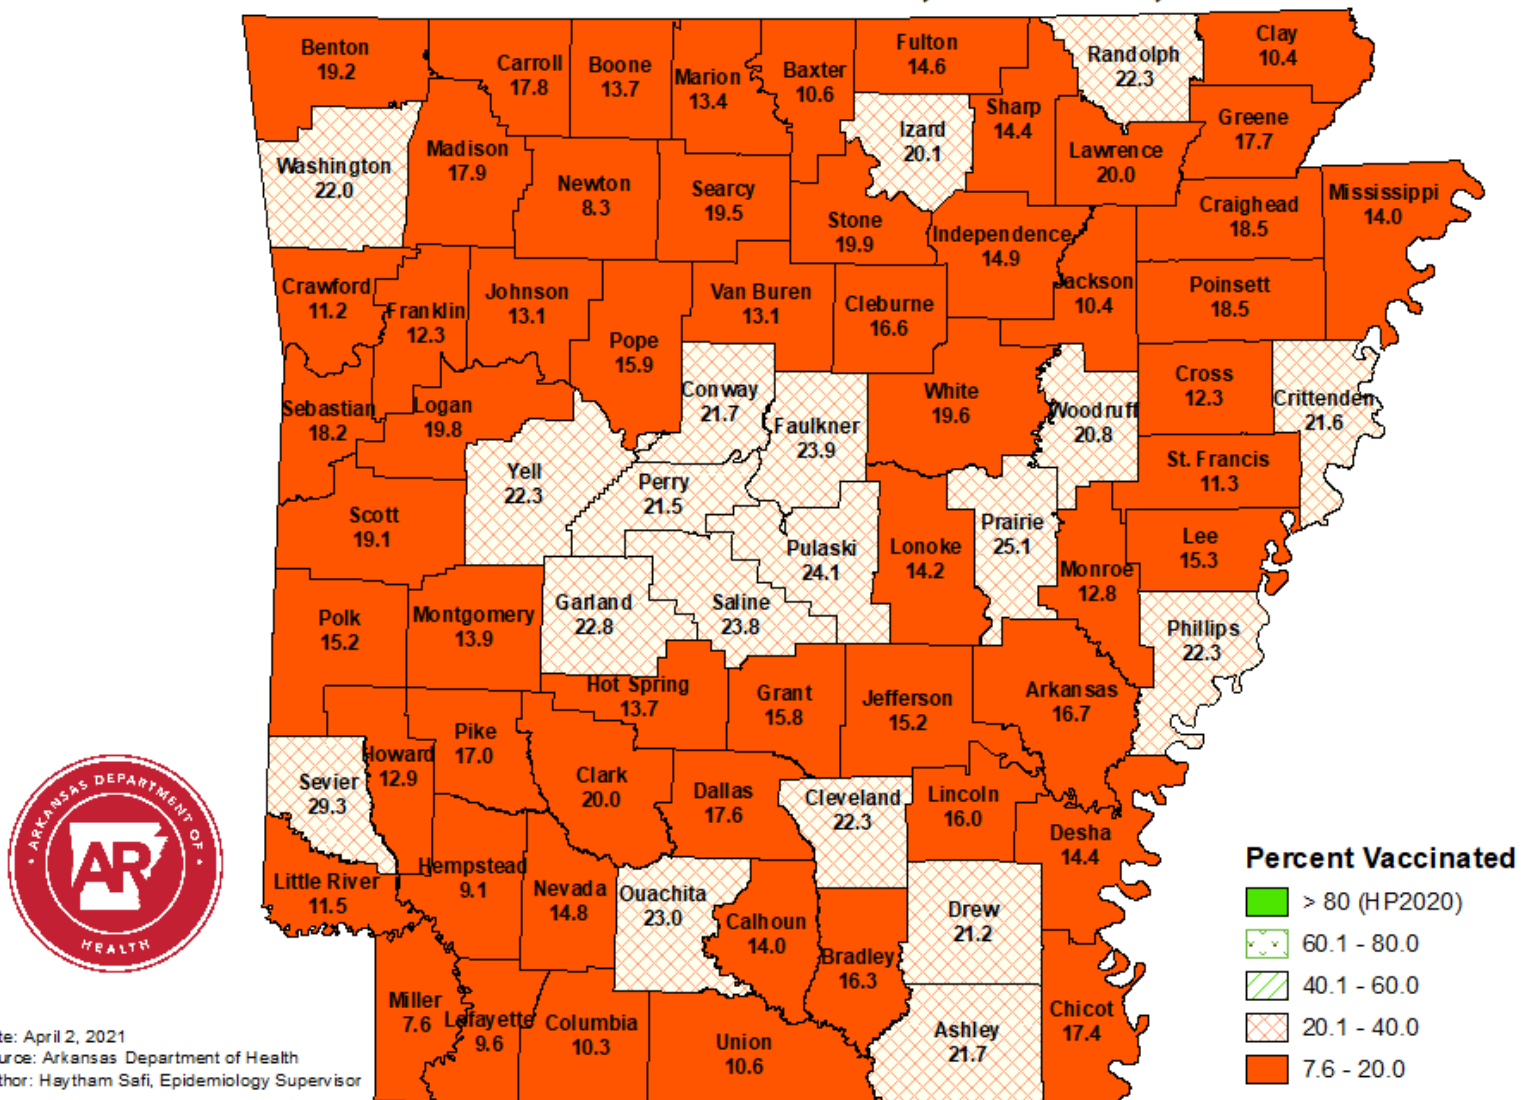 Benton
19.2
Carroll
17.8
Boone
13.7
Marion
13.4
Baxter
10.6
Fulton
14.6
Randolph
22.3
Clay
10.4
Washington
22.0
Madison
17.9
Newton
8.3
Searcy
19.5
Stone
19.9
Izard
20.1
Sharp
14.4
Lawrence
20.0
Greene
17.7
Independence
14.9
Craighead
18.5
Mississippi
14.0
Crawford
11.2
Franklin
12.3
Johnson
13.1
Pope
15.9
Van Buren
13.1
Cleburne
16.6
Jackson
10.4
Poinsett
18.5
Sebastian
18.2
Logan
19.8
Conway
21.7
Faulkner
23.9
White
19.6
Woodruff
20.8
Cross
12.3
Crittenden
21.6
Yell
22.3
Perry
21.5
St. Francis
11.3
Scott
19.1
Pulaski
24.1
Lonoke
14.2
Prairie
25.1
Monroe
12.8
Lee
15.3
Polk
15.2
Montgomery
13.9
Garland
22.8
Saline
23.8
Phillips
22.3
Hot Spring
13.7
Grant
15.8
Jefferson
15.2
Arkansas
16.7
Sevier
29.3
Howard
12.9
Pike
17.0
Clark
20.0
Dallas
17.6
Cleveland
22.3
Lincoln
16.0
Desha
14.4
Little River
11.5
Hempstead
9.1
Nevada
14.8
Ouachita
23.0
Calhoun
14.0
Bradley
16.3
Drew
21.2
Miller
7.6
Lafayette
9.6
Columbia
10.3
Union
10.6
Ashley
21.7
Chicot
17.4
ARKANSAS DEPARTMENT OF
AR
HEALTH
te: April 2, 2021
urce: Arkansas Department of Health
thor: Haytham Safi, Epidemiology Supervisor
Percent Vaccinated
> 80 (HP2020)
60.1 - 80.0
40.1 - 60.0
20.1 - 40.0
7.6 - 20.0